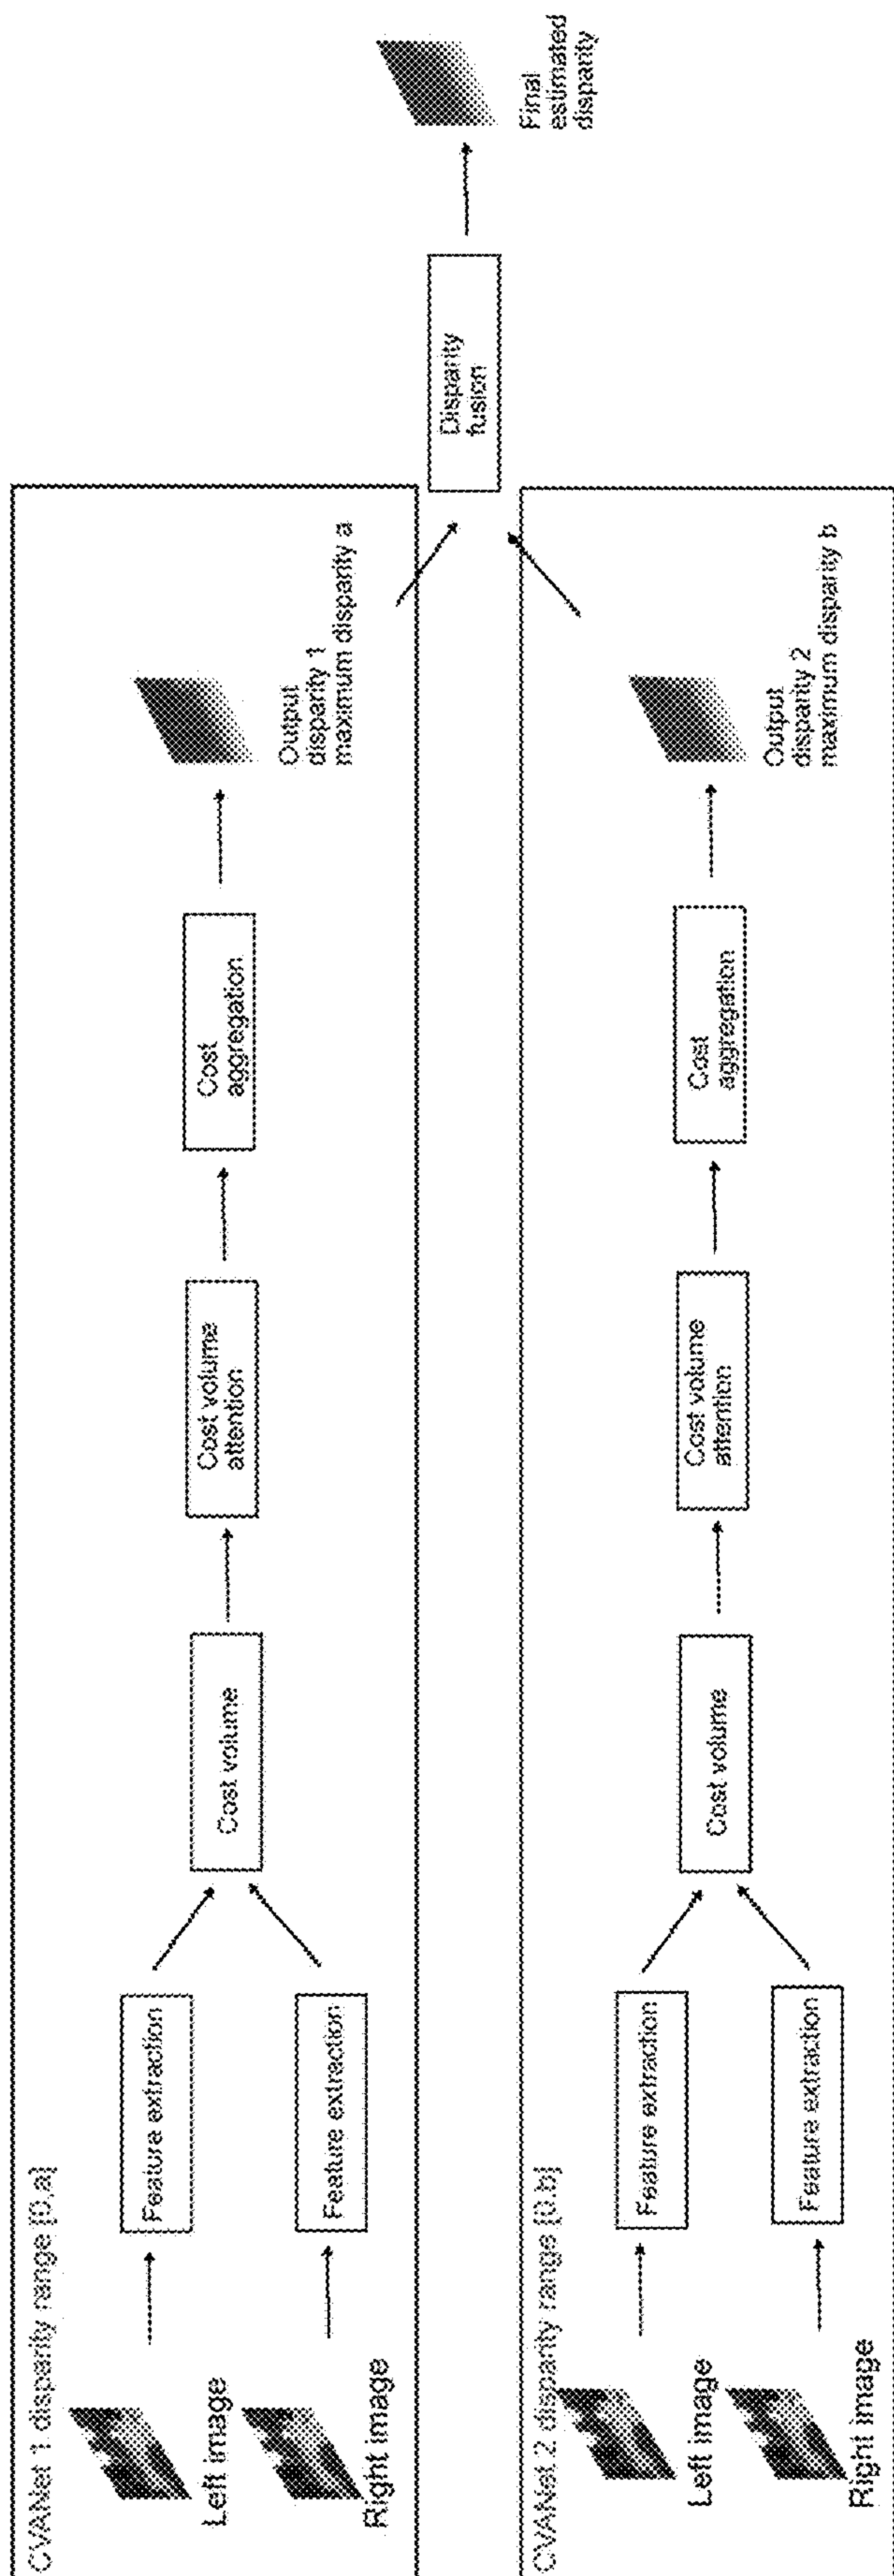 CVANet 1 disparity range [0,a]
Left image
Right image
Feature extraction
Feature extraction
Cost volume
Cost volume
attention
Cost
aggregation
Output
disparity 1
maximum disparity a
CVANet 2 disparity range [0,b]
Left image
Right image
Feature extraction
Feature extraction
Cost volume
Cost volume
attention
Cost
aggregation
Output
disparity 2
maximum disparity b
Disparity
fusion
Final
estimated
disparity